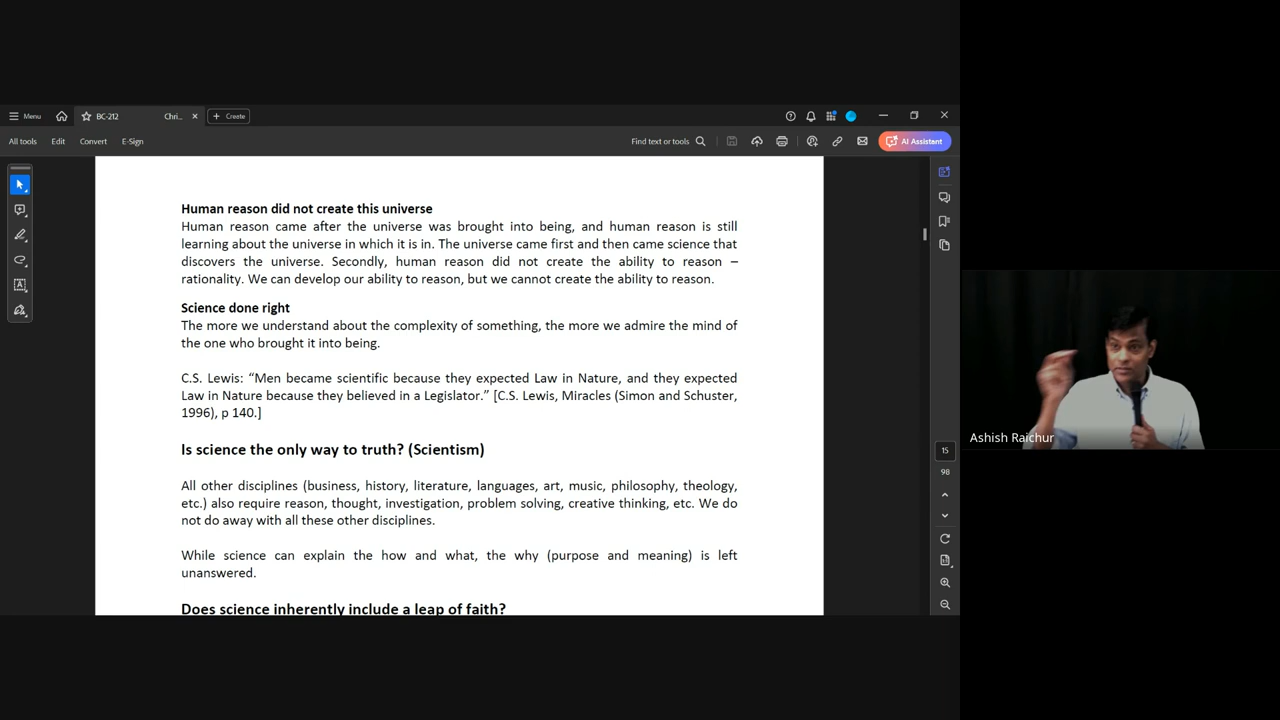 Menu
BC-212
Chri...
Create
All tools
Edit
Convert
E-Sign
Find text or tools
AI Assistant
Human reason did not create this universe
Human reason came after the universe was brought into being, and human reason is still
learning about the universe in which it is in. The universe came first and then came science that
discovers the universe. Secondly, human reason did not create the ability to reason –
rationality. We can develop our ability to reason, but we cannot create the ability to reason.
Science done right
The more we understand about the complexity of something, the more we admire the mind of
the one who brought it into being.
C.S. Lewis: “Men became scientific because they expected Law in Nature, and they expected
Law in Nature because they believed in a Legislator.” [C.S. Lewis, Miracles (Simon and Schuster,
1996), p 140.]
Is science the only way to truth? (Scientism)
All other disciplines (business, history, literature, languages, art, music, philosophy, theology,
etc.) also require reason, thought, investigation, problem solving, creative thinking, etc. We do
not do away with all these other disciplines.
While science can explain the how and what, the why (purpose and meaning) is left
unanswered.
Does science inherently include a leap of faith?
15
98
Ashish Raichur